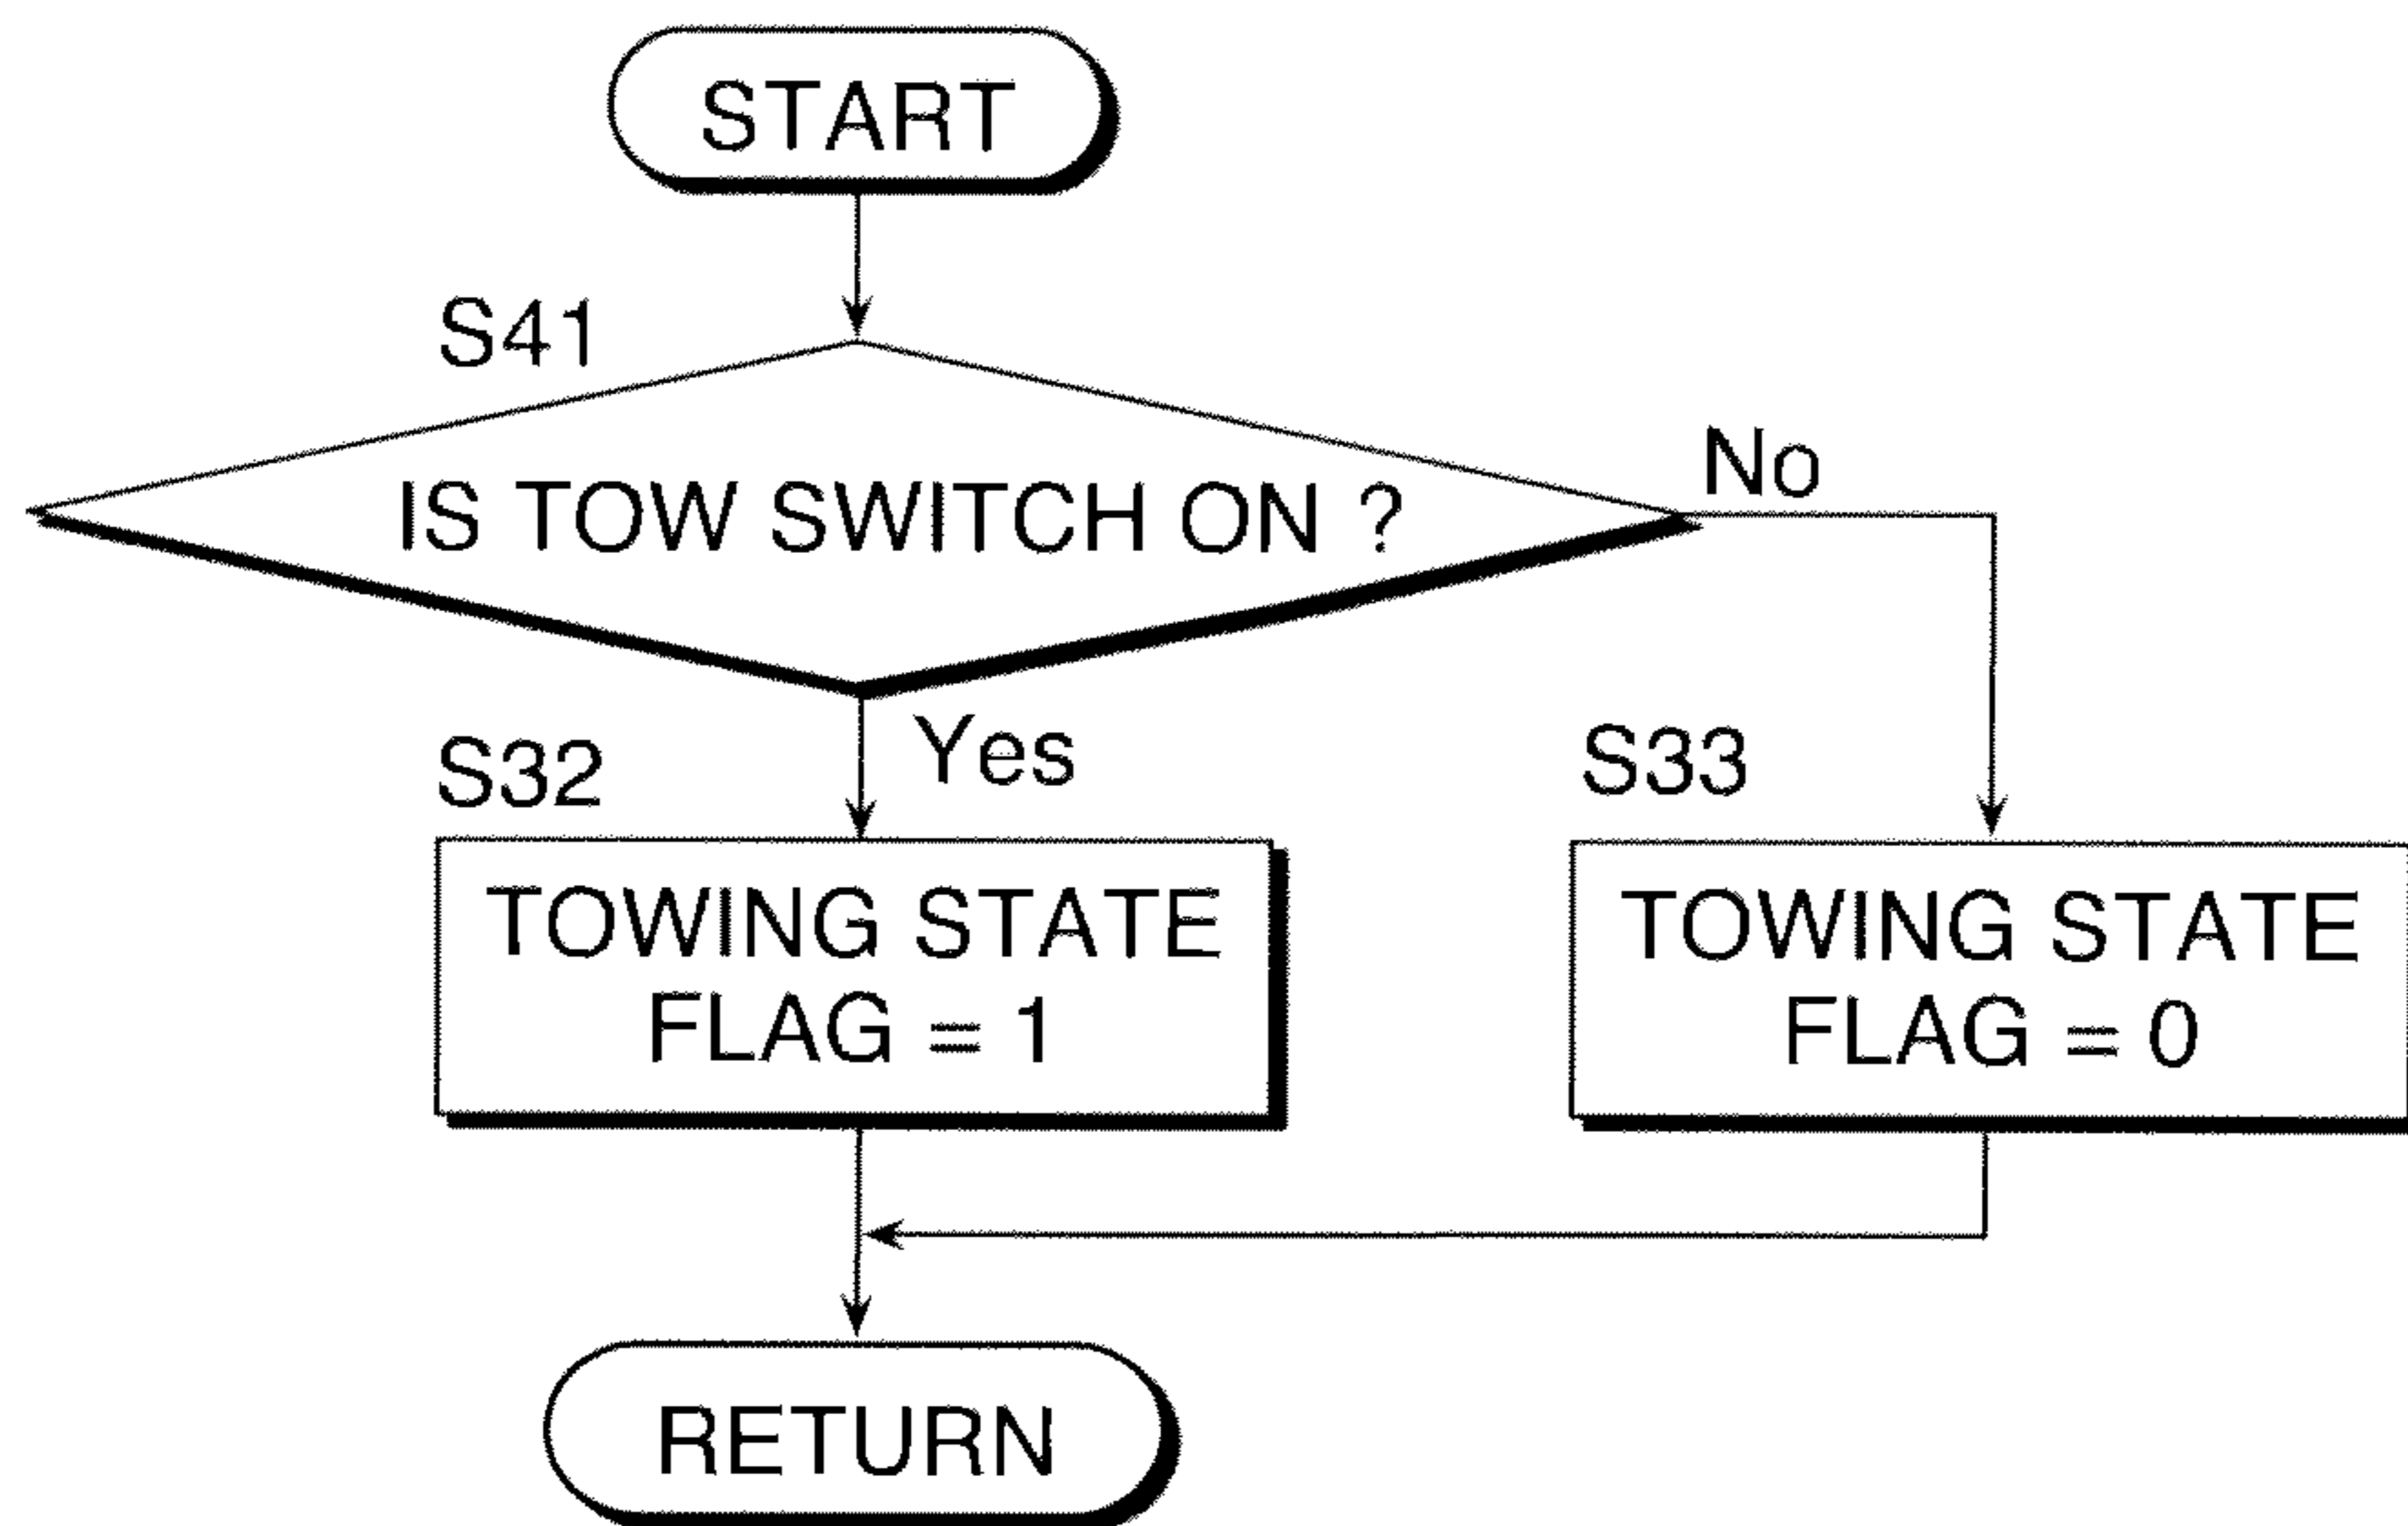 START
S41
IS TOW SWITCH ON ?
No
Yes
S32
S33
TOWING STATE
FLAG = 1
TOWING STATE
FLAG = 0
RETURN